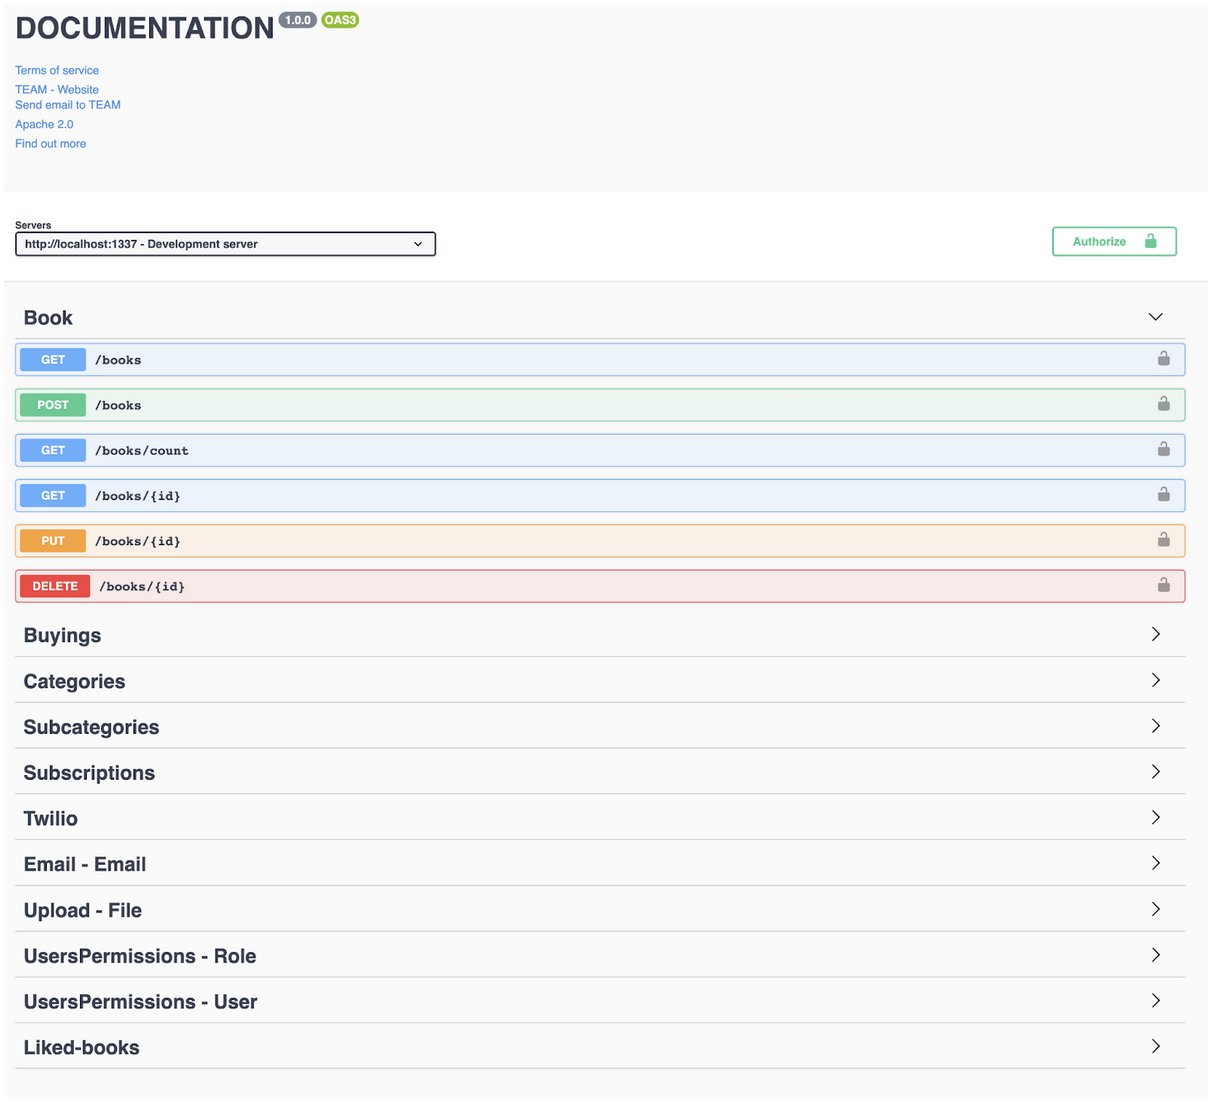 DOCUMENTATION 1.0.0 OAS3
Terms of service
TEAM - Website
Send email to TEAM
Apache 2.0
Find out more
Servers
http://localhost:1337 - Development server
Authorize
Book
GET /books
POST /books
GET /books/count
GET /books/{id}
PUT /books/{id}
DELETE /books/{id}
Buyings
Categories
Subcategories
Subscriptions
Twilio
Email - Email
Upload - File
UsersPermissions - Role
UsersPermissions - User
Liked-books